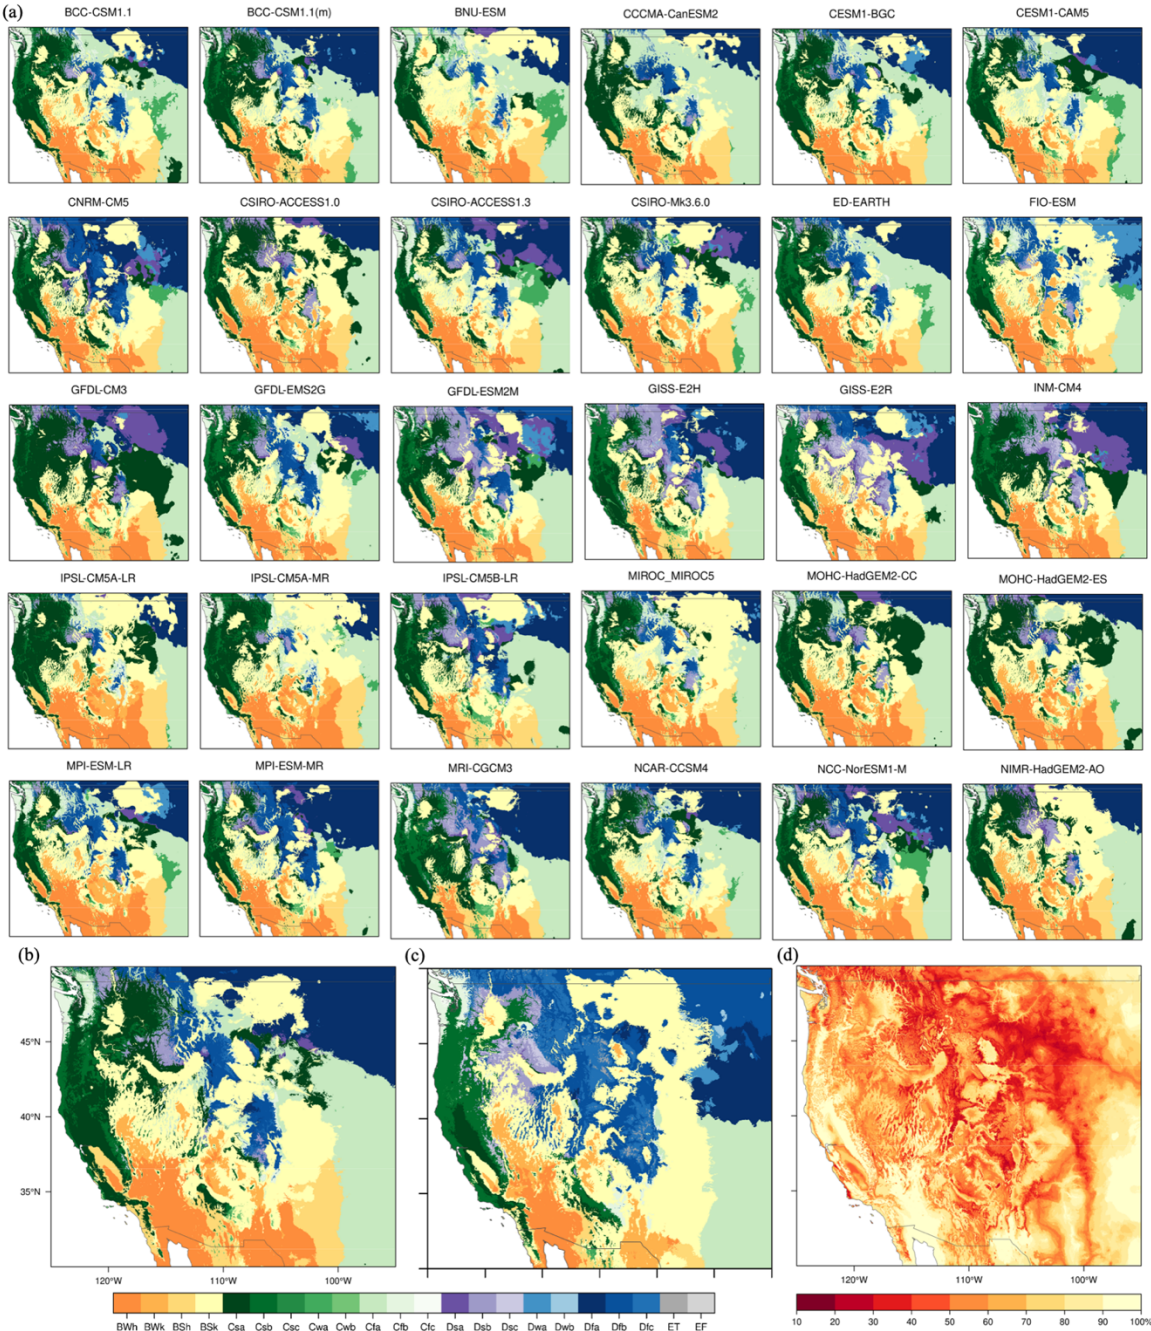 (a)
BCC-CSM1.1 BCC-CSM1.1(m) BNU-ESM CCCMA-CanESM2 CESM1-BGC CESM1-CAM5
CNRM-CM5 CSIRO-ACCESS1.0 CSIRO-ACCESS1.3 CSIRO-Mk3.6.0 ED-EARTH FIO-ESM
GFDL-CM3 GFDL-EMS2G GFDL-ESM2M GISS-E2H GISS-E2R INM-CM4
IPSL-CM5A-LR IPSL-CM5A-MR IPSL-CM5B-LR MIROC_MIROC5 MOHC-HadGEM2-CC MOHC-HadGEM2-ES
MPI-ESM-LR MPI-ESM-MR MRI-CGCM3 NCAR-CCSM4 NCC-NorESM1-M NIMR-HadGEM2-AO
(b) (c) (d)
45°N
40°N
35°N
120°W 110°W 100°W 120°W 110°W 100°W
BWh BWk BSh BSk Csa Csb Csc Cwa Cwb Cfa Cfb Cfc Dsa Dsb Dsc Dwa Dwb Dfa Dfb Dfc ET EF
10 20 30 40 50 60 70 80 90 100%